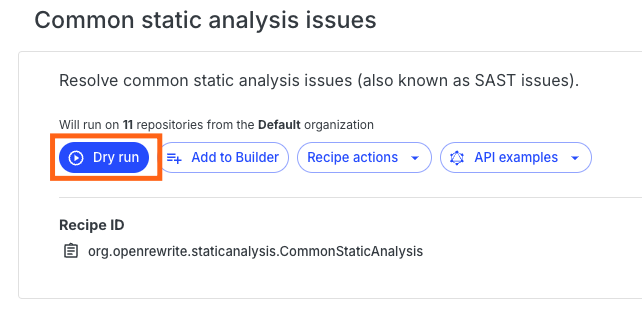 Common static analysis issues
Resolve common static analysis issues (also known as SAST issues).
Will run on 11 repositories from the Default organization
Dry run Add to Builder Recipe actions API examples
Recipe ID
org.openrewrite.staticanalysis.CommonStaticAnalysis